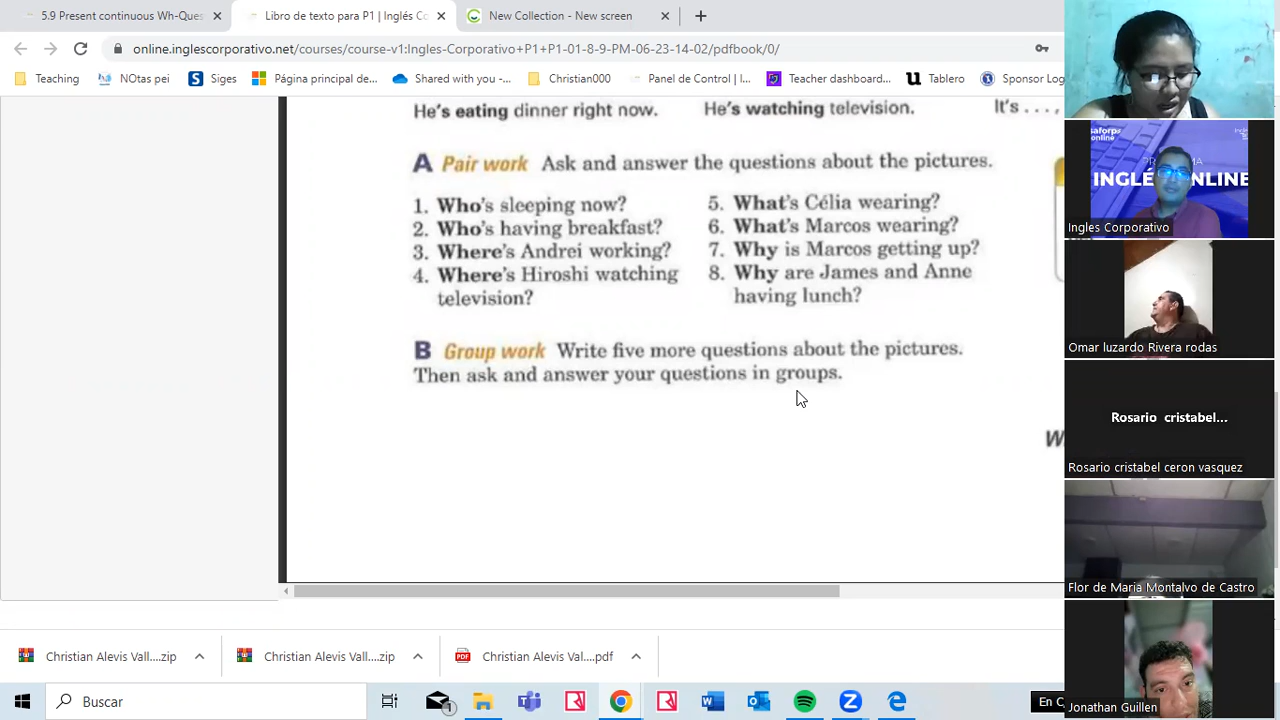 5.9 Present continuous Wh-Ques
Libro de texto para P1 | Inglés C
New Collection - New screen
online.inglescorporativo.net/courses/course-v1:Ingles-Corporativo+P1+P1-01-8-9-PM-06-23-14-02/pdfbook/0/
Teaching
NOtas pei
Siges
Página principal de...
Shared with you -...
Christian000
Panel de Control | I...
Teacher dashboard...
Tablero
Sponsor Log
He's eating dinner right now.
He's watching television.
It's . . . ,
A Pair work Ask and answer the questions about the pictures.
1. Who's sleeping now?
2. Who's having breakfast?
3. Where's Andrei working?
4. Where's Hiroshi watching
television?
5. What's Célia wearing?
6. What's Marcos wearing?
7. Why is Marcos getting up?
8. Why are James and Anne
having lunch?
B Group work Write five more questions about the pictures.
Then ask and answer your questions in groups.
Christian Alevis Vall....zip
Christian Alevis Vall....zip
Christian Alevis Val....pdf
Buscar
INGLÉ
NLINE
Ingles Corporativo
Omar luzardo Rivera rodas
Rosario cristabel...
Rosario cristabel ceron vasquez
Flor de Maria Montalvo de Castro
Jonathan Guillen